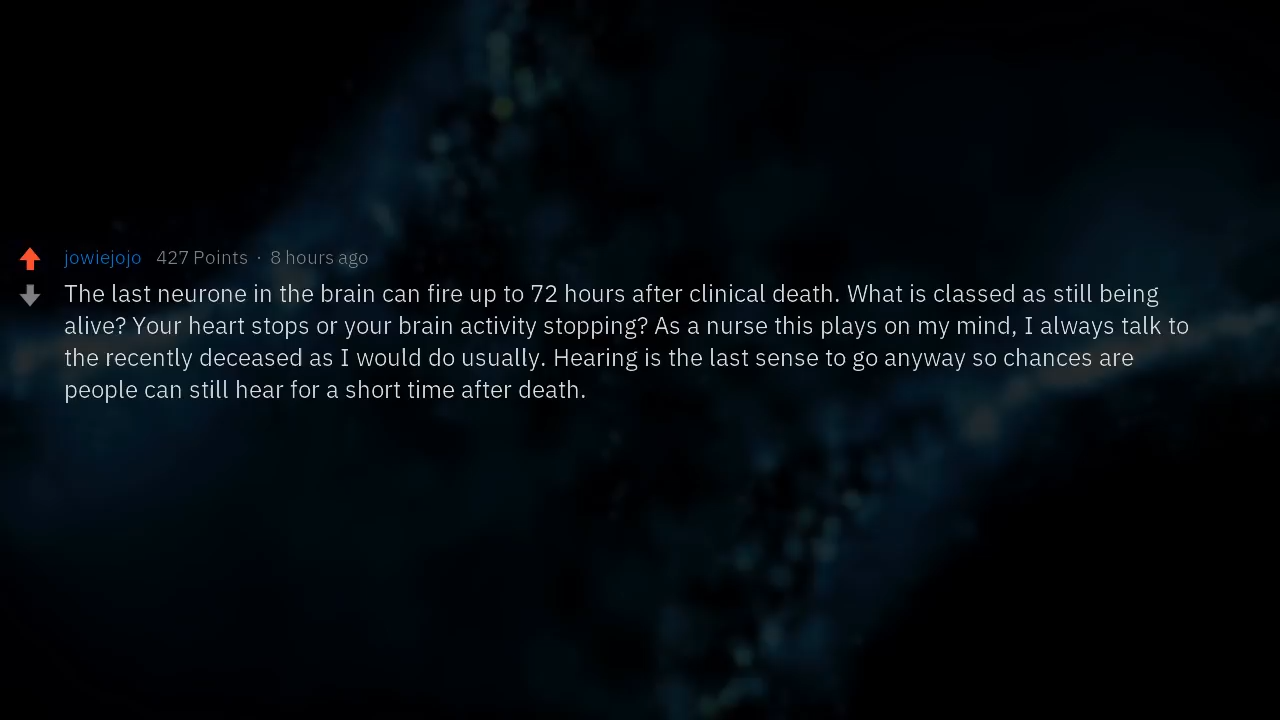 jowiejojo 427 Points · 8 hours ago
The last neurone in the brain can fire up to 72 hours after clinical death. What is classed as still being
alive? Your heart stops or your brain activity stopping? As a nurse this plays on my mind, I always talk to
the recently deceased as I would do usually. Hearing is the last sense to go anyway so chances are
people can still hear for a short time after death.